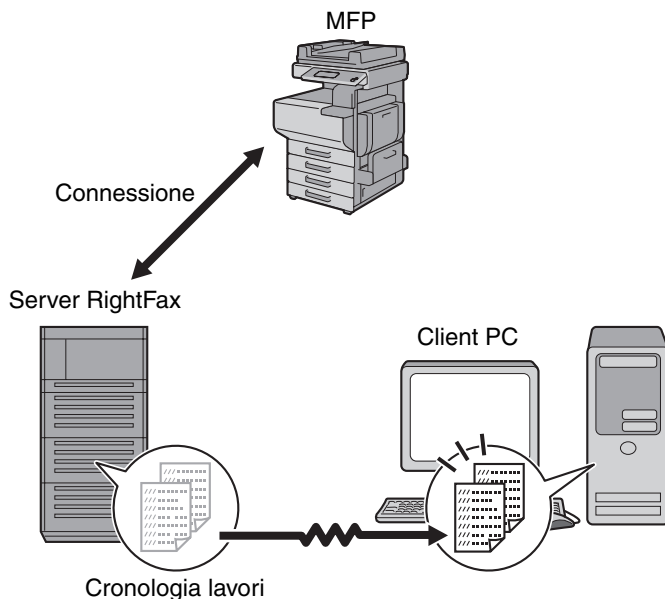 MFP
Connessione
Server RightFax
Client PC
Cronologia lavori